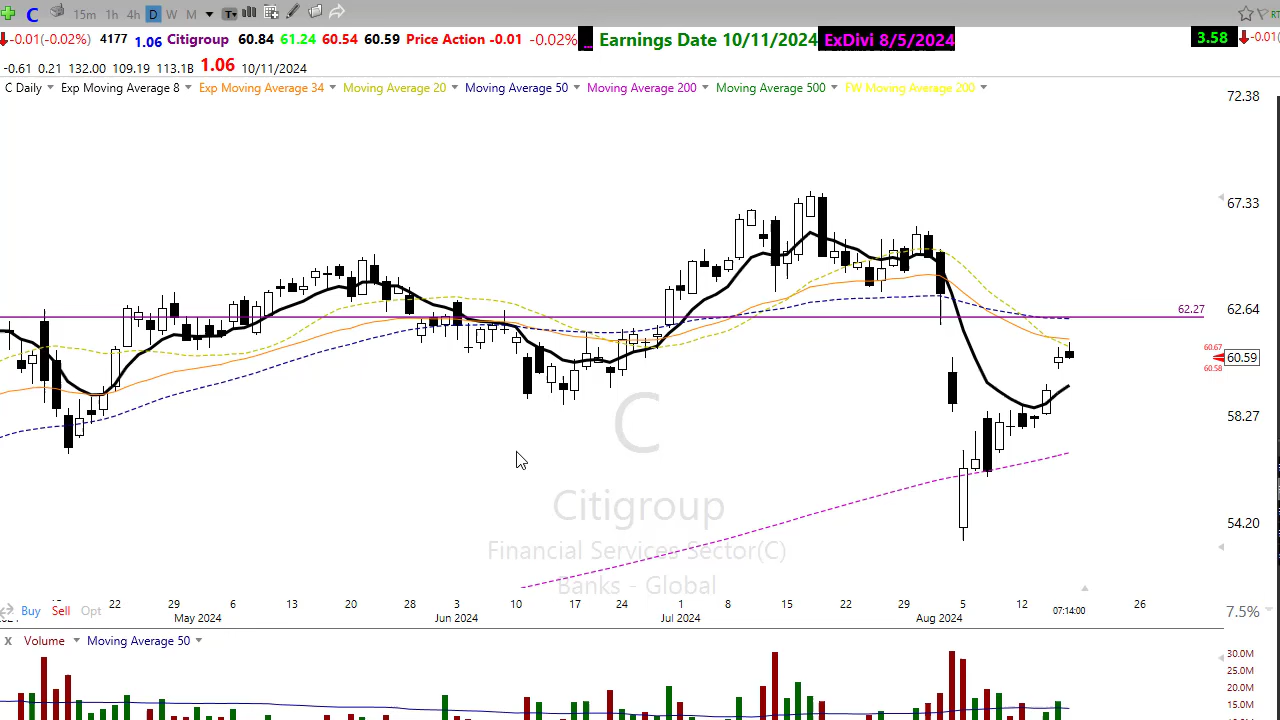 C 15m 1h 4h D W M T RT
-0.01(-0.02%) 4177 1.06 Citigroup 60.84 61.24 60.54 60.59 Price Action -0.01 -0.02% Earnings Date 10/11/2024 ExDivi 8/5/2024 3.58 -0.01(
-0.61 0.21 132.00 109.19 113.1B 1.06 10/11/2024
C Daily Exp Moving Average 8 Exp Moving Average 34 Moving Average 20 Moving Average 50 Moving Average 200 Moving Average 500 FW Moving Average 200
72.38
67.33
62.27 62.64
60.67
60.59
60.58
58.27
C
Citigroup
54.20
Financial Services Sector(C)
Banks - Global
22 29 6 13 20 28 3 10 17 24 1 8 15 22 29 5 12 26
Buy Sell Opt 07:14:00 7.5%
May 2024 Jun 2024 Jul 2024 Aug 2024
X Volume Moving Average 50
30.0M
25.0M
20.0M
15.0M